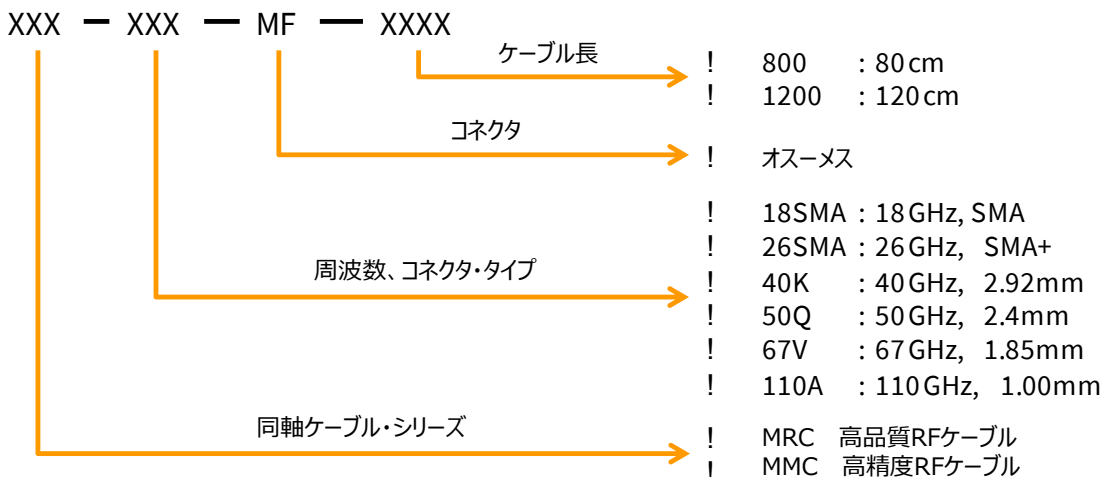 XXX － XXX － MF － XXXX
ケーブル長
! 800 : 80cm
! 1200 : 120cm
コネクタ
! オスーメス
周波数、コネクタ・タイプ
! 18SMA : 18GHz, SMA
! 26SMA : 26GHz, SMA+
! 40K : 40GHz, 2.92mm
! 50Q : 50GHz, 2.4mm
! 67V : 67GHz, 1.85mm
! 110A : 110GHz, 1.00mm
同軸ケーブル・シリーズ
! MRC 高品質RFケーブル
! MMC 高精度RFケーブル